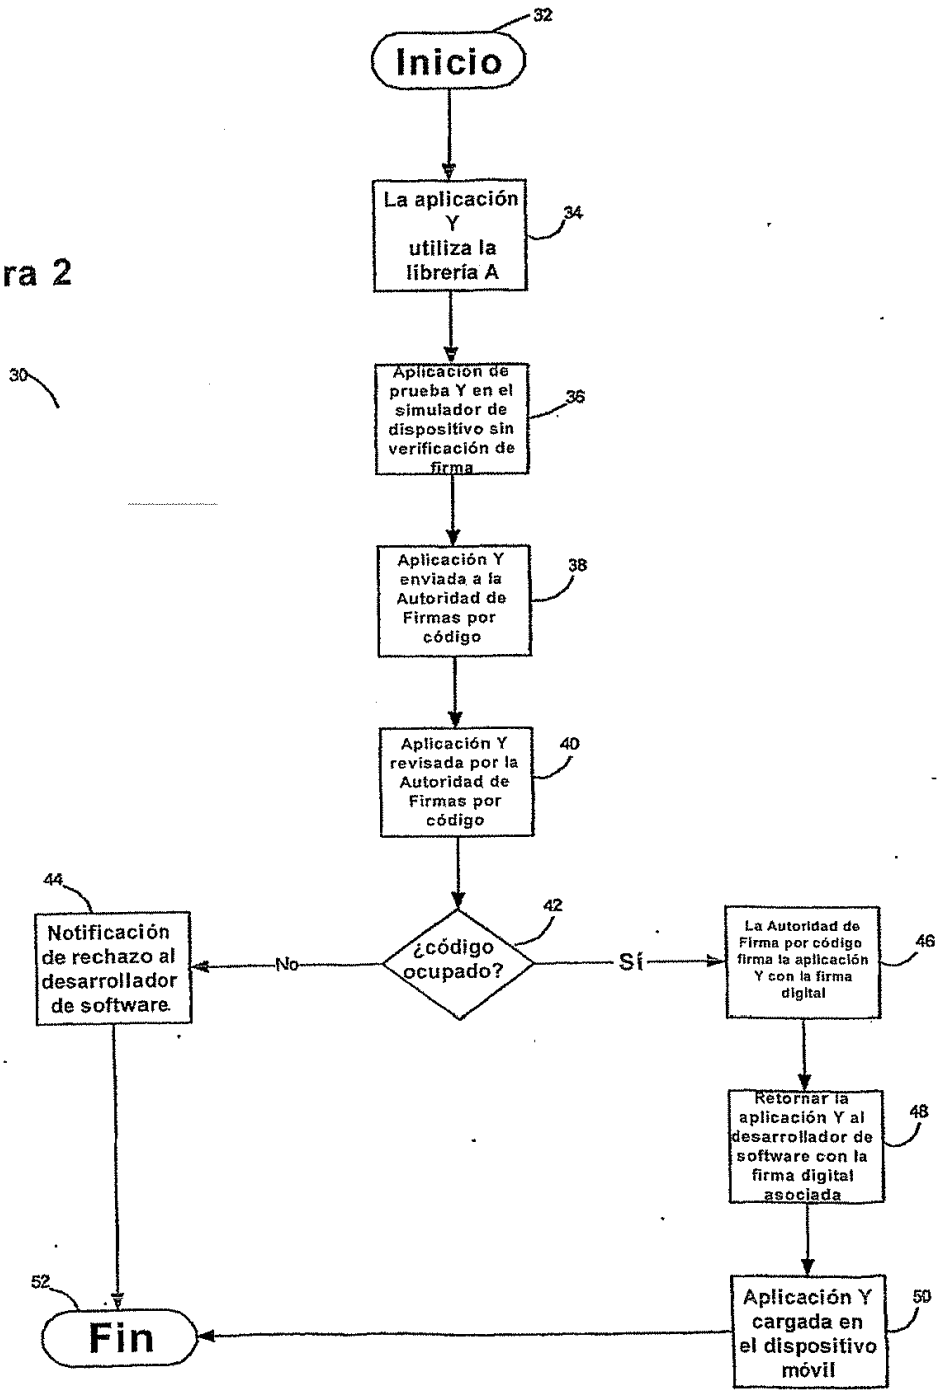 32
Inicio
La aplicación
Y
utiliza la
librería A
34
ra 2
30
Aplicación de
prueba Y en el
simulador de
dispositivo sin
verificación de
firma
36
Aplicación Y
enviada a la
Autoridad de
Firmas por
código
38
Aplicación Y
revisada por la
Autoridad de
Firmas por
código
40
44
Notificación
de rechazo al
desarrollador
de software.
No
¿código
ocupado?
42
Sí
La Autoridad de
Firma por código
firma la aplicación
Y con la firma
digital
46
Retornar la
aplicación Y al
desarrollador de
software con la
firma digital
asociada
48
52
Fin
Aplicación Y
cargada en
el dispositivo
móvil
50